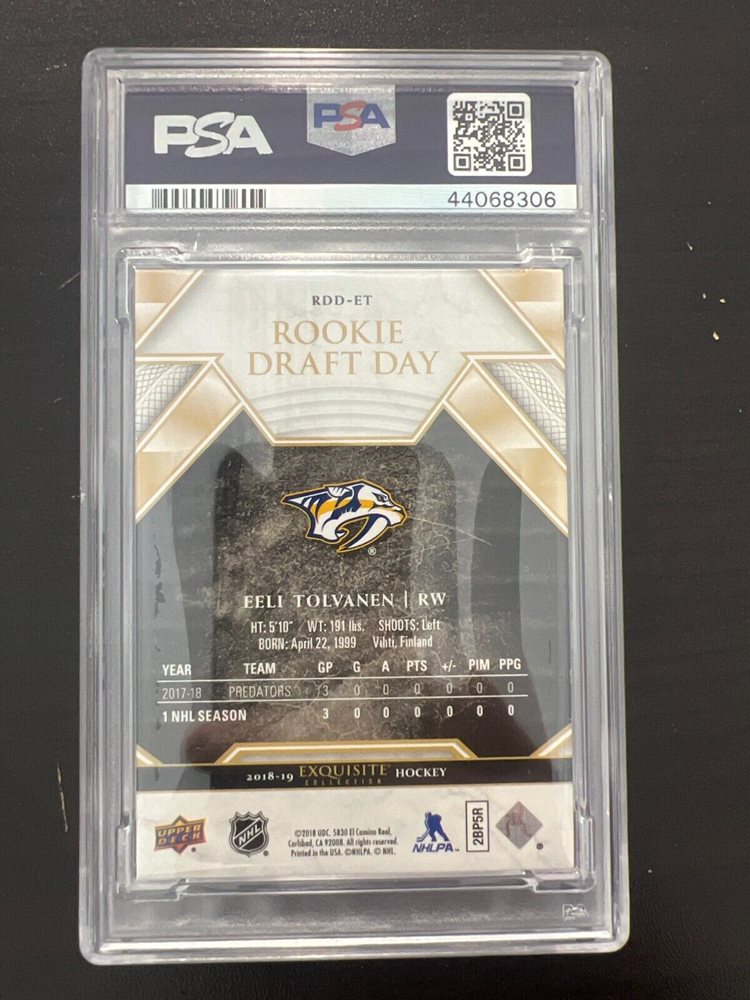 PSA
PSA
44068306
RDD-ET
ROOKIE
DRAFT DAY
®
EELI TOLVANEN | RW
HT: 5'10" WT: 191 lbs. SHOOTS: Left
BORN: April 22, 1999 Vihti, Finland
YEAR TEAM GP G A PTS +/- PIM PPG
2017-18 PREDATORS 3 0 0 0 0 0 0
1 NHL SEASON 3 0 0 0 0 0 0
2018-19 EXQUISITE HOCKEY
COLLECTION
UPPER
DECK
NHL
©2018 UDC. 5830 El Camino Real,
Carlsbad, CA 92008. All rights reserved.
Printed in the USA. ©NHLPA. © NHL.
NHLPA
2BP5R
PSA